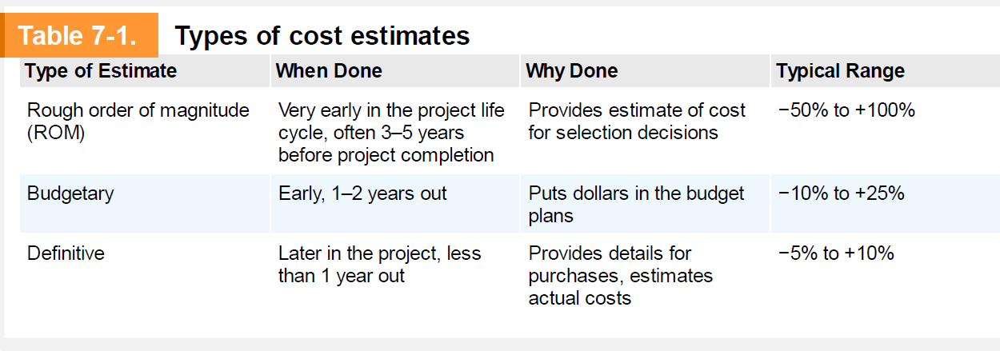 Table 7-1. Types of cost estimates
Type of Estimate When Done Why Done Typical Range
Rough order of magnitude Very early in the project life Provides estimate of cost −50% to +100%
(ROM) cycle, often 3–5 years for selection decisions
before project completion
Budgetary Early, 1–2 years out Puts dollars in the budget −10% to +25%
plans
Definitive Later in the project, less Provides details for −5% to +10%
than 1 year out purchases, estimates
actual costs